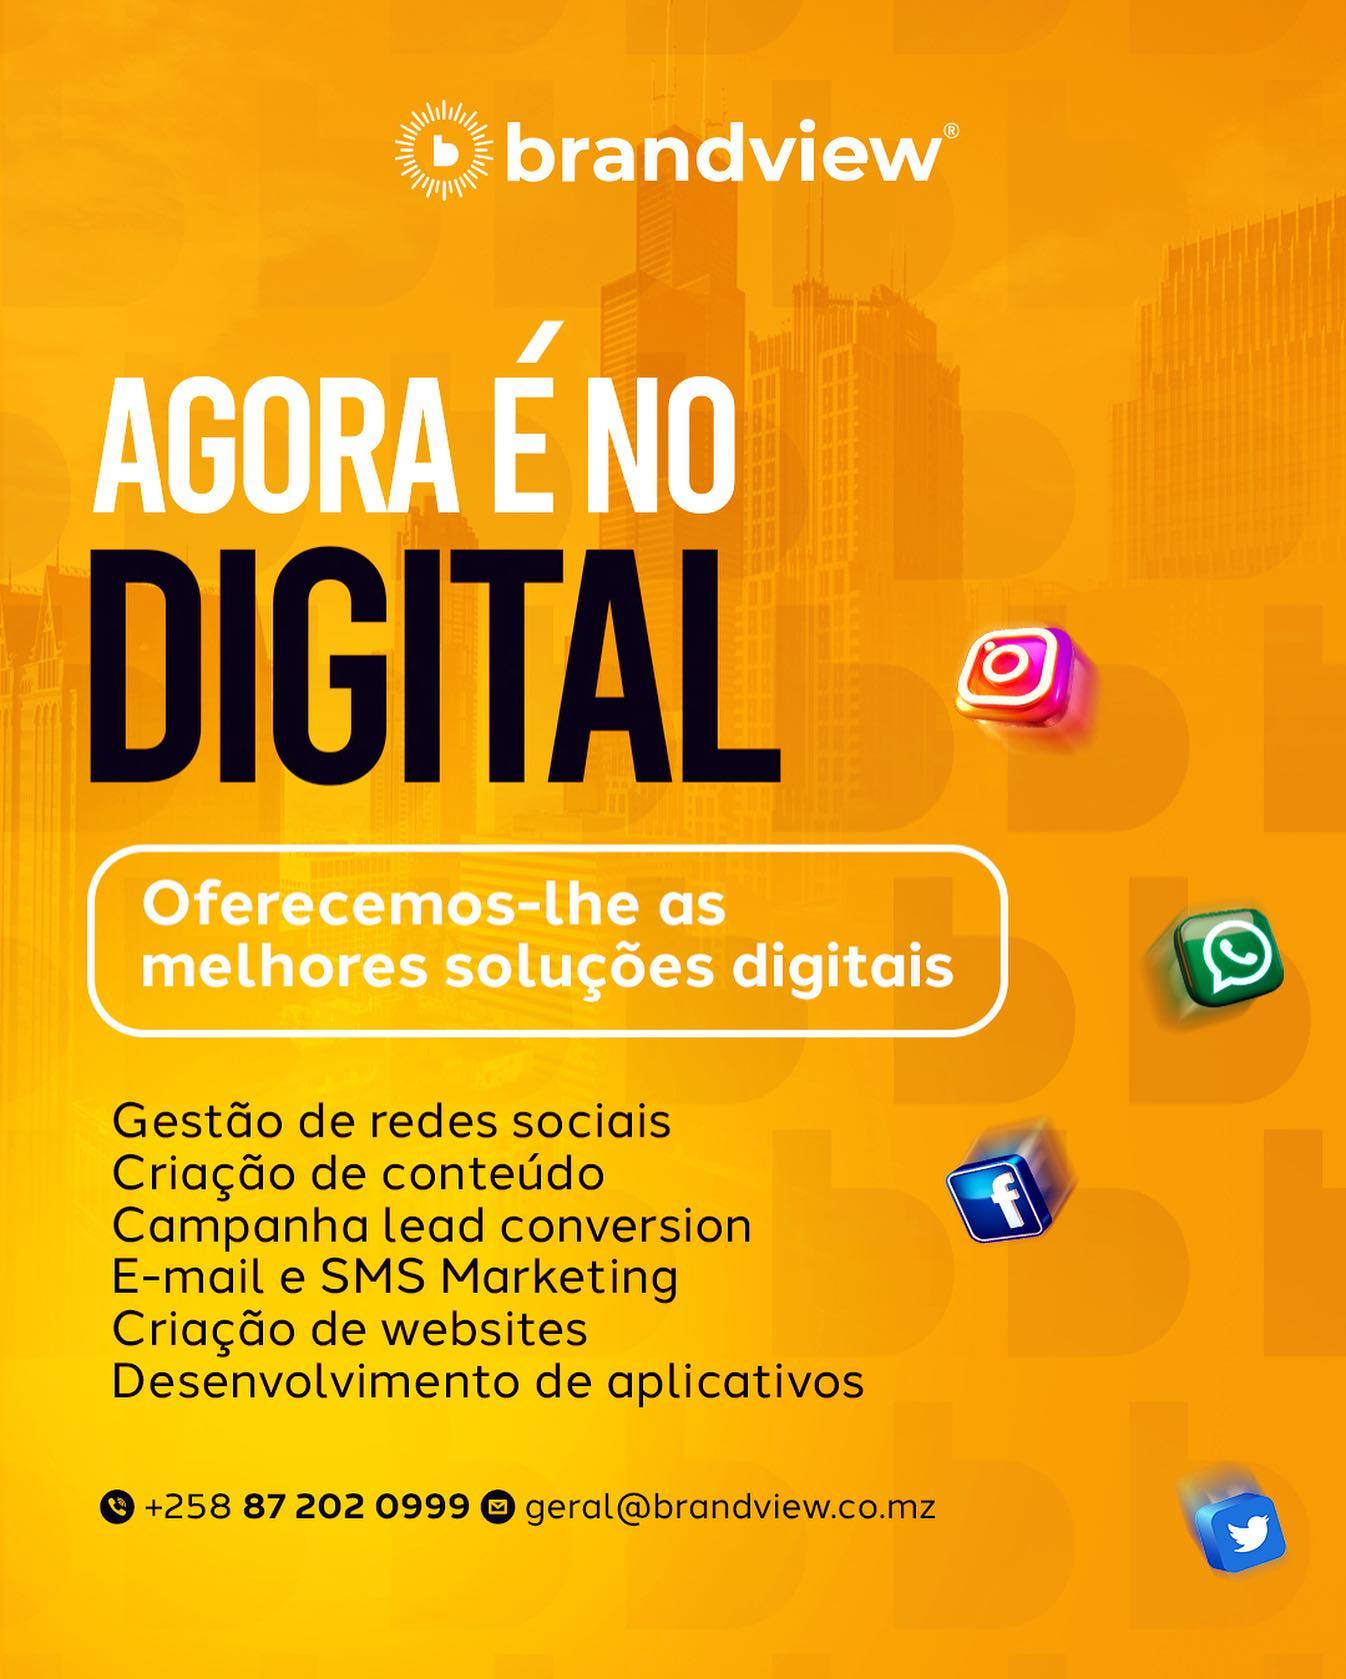 brandview®
AGORA É NO
DIGITAL
Oferecemos-lhe as
melhores soluções digitais
Gestão de redes sociais
Criação de conteúdo
Campanha lead conversion
E-mail e SMS Marketing
Criação de websites
Desenvolvimento de aplicativos
+258 87 202 0999 geral@brandview.co.mz